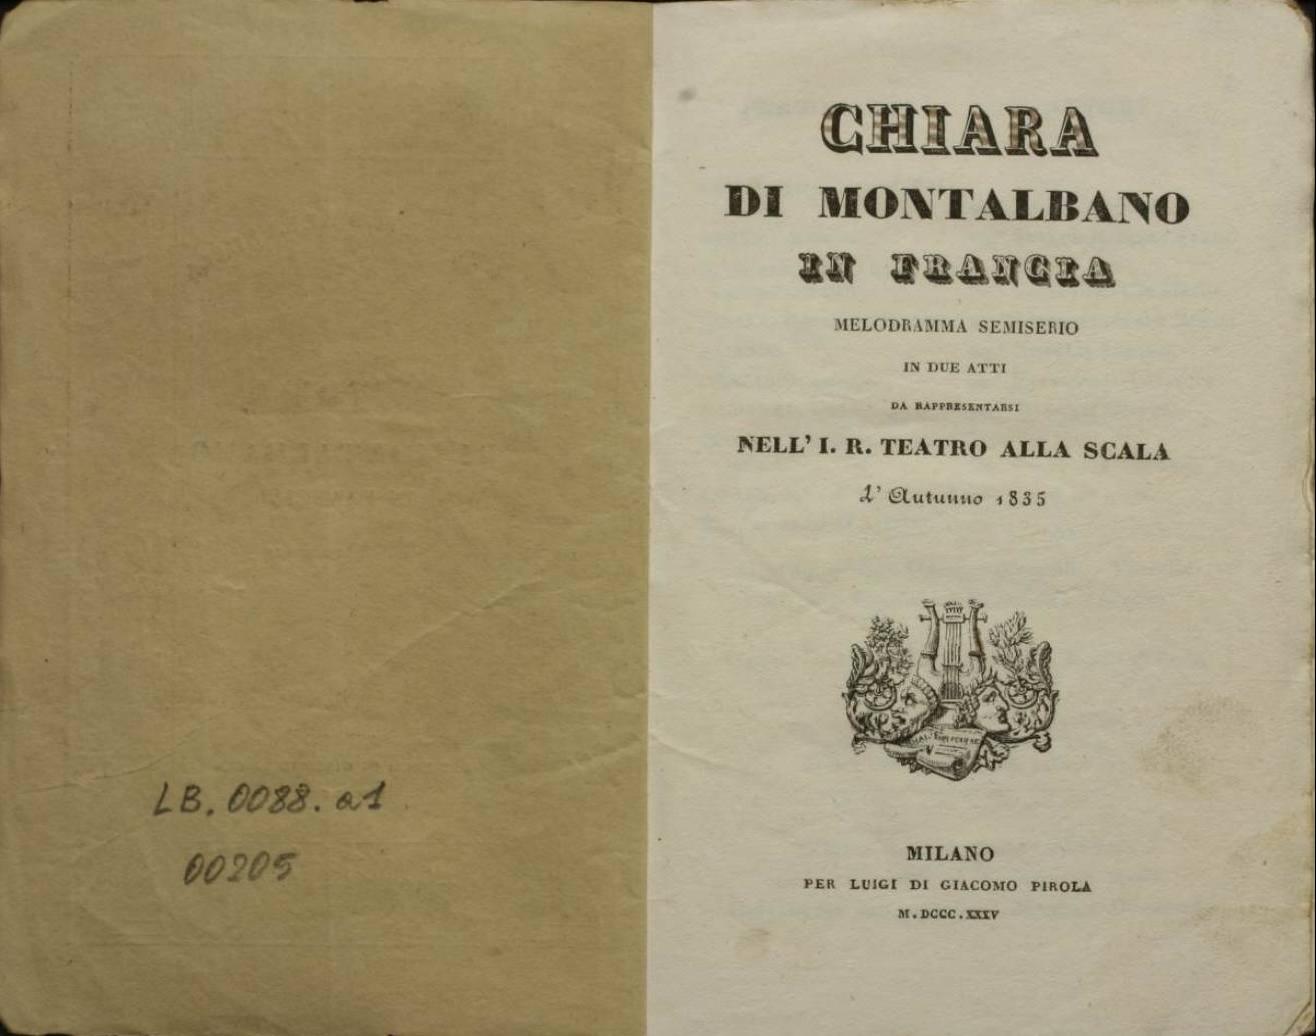 LB. 0088. a1
00205
CHIARA
DI MONTALBANO
IN FRANCIA
MELODRAMMA SEMISERIO
IN DUE ATTI
DA RAPPRESENTARSI
NELL' I. R. TEATRO ALLA SCALA
L' Autunno 1835
MILANO
PER LUIGI DI GIACOMO PIROLA
M.DCCC.XXXV